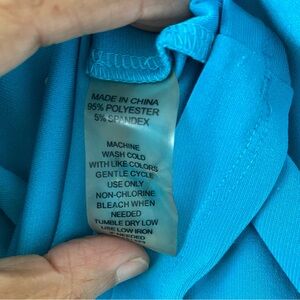 MADE IN CHINA
95% POLYESTER
5% SPANDEX
MACHINE
WASH COLD
WITH LIKE COLORS
GENTLE CYCLE
USE ONLY
NON-CHLORINE
BLEACH WHEN
NEEDED
TUMBLE DRY LOW
USE LOW IRON
NEEDED